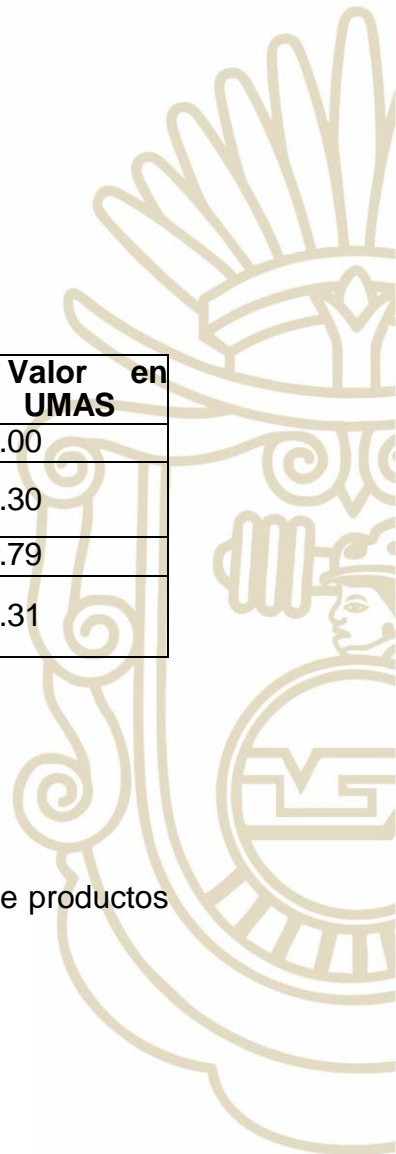 Valor en
UMAS
.00
.30
.79
.31
e productos